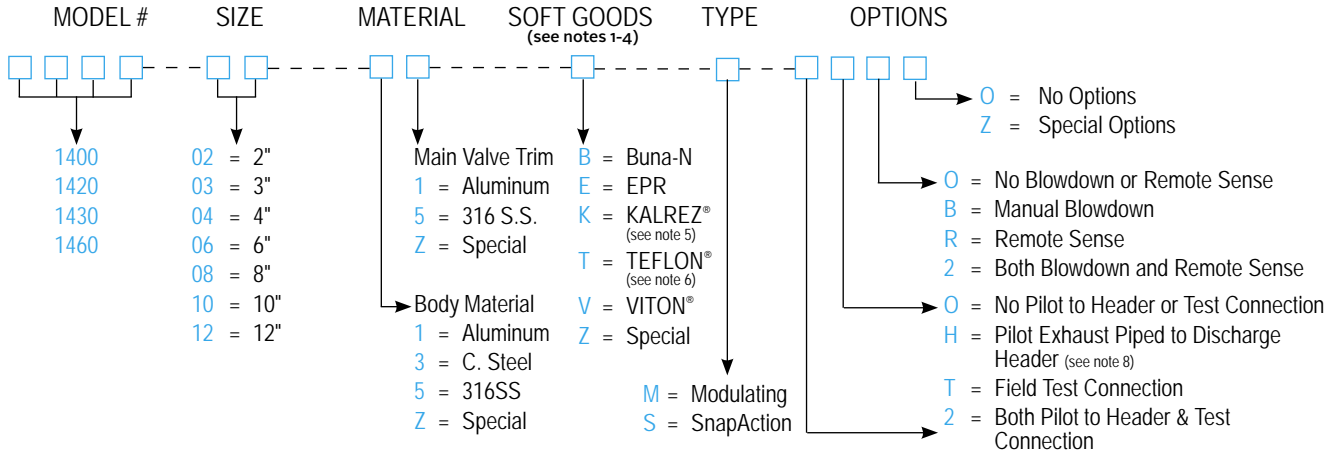 MODEL # SIZE MATERIAL SOFT GOODS TYPE OPTIONS
(see notes 1-4)
1400
1420
1430
1460
02 = 2"
03 = 3"
04 = 4"
06 = 6"
08 = 8"
10 = 10"
12 = 12"
Main Valve Trim
1 = Aluminum
5 = 316 S.S.
Z = Special
Body Material
1 = Aluminum
3 = C. Steel
5 = 316SS
Z = Special
B = Buna-N
E = EPR
K = KALREZ®
(see note 5)
T = TEFLON®
(see note 6)
V = VITON®
Z = Special
M = Modulating
S = SnapAction
O = No Options
Z = Special Options
O = No Blowdown or Remote Sense
B = Manual Blowdown
R = Remote Sense
2 = Both Blowdown and Remote Sense
O = No Pilot to Header or Test Connection
H = Pilot Exhaust Piped to Discharge
Header (see note 8)
T = Field Test Connection
2 = Both Pilot to Header & Test
Connection